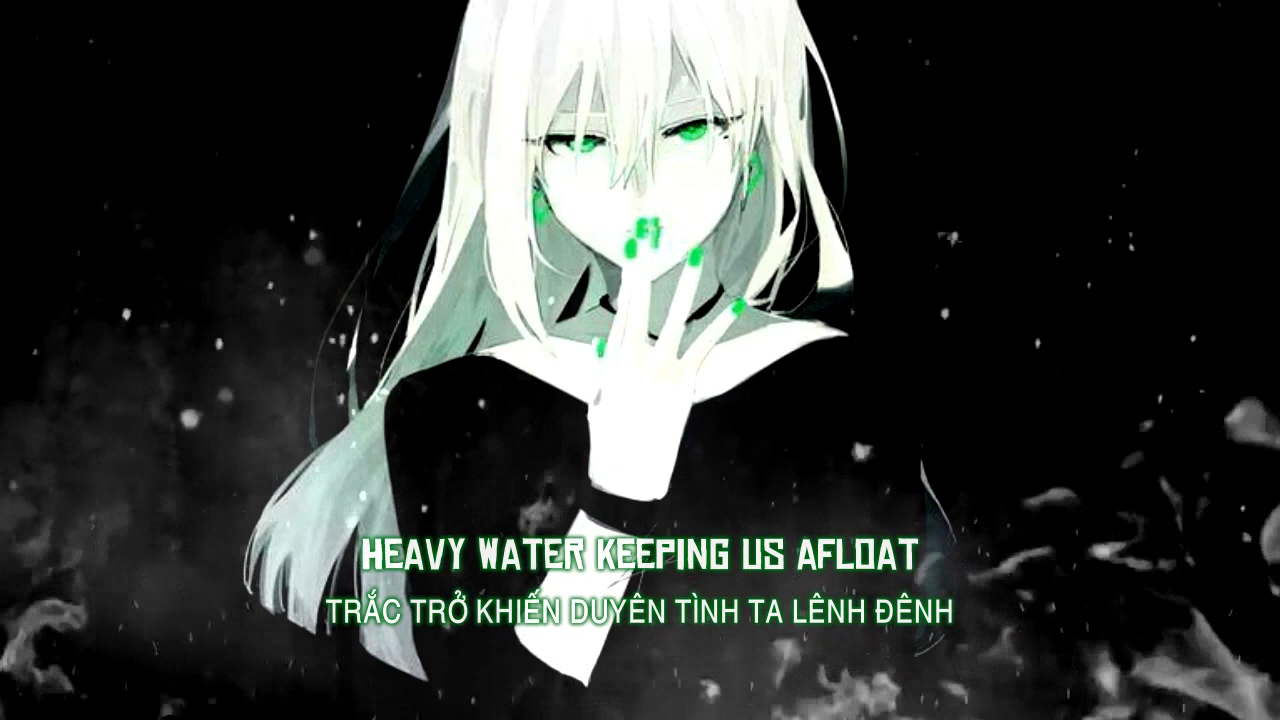 HEAVY WATER KEEPING US AFLOAT
TRẮC TRỞ KHIẾN DUYÊN TÌNH TA LÊNH ĐÊNH